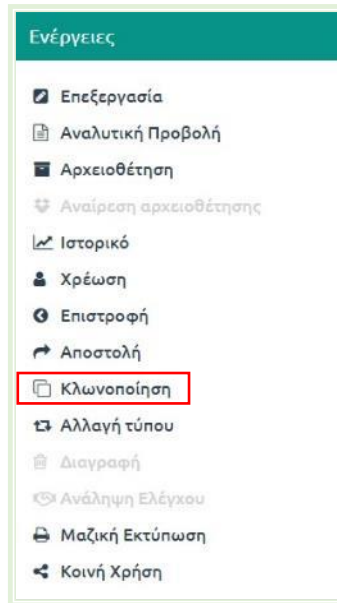 Ενέργειες
Επεξεργασία
Αναλυτική Προβολή
Αρχειοθέτηση
Αναίρεση αρχειοθέτησης
Ιστορικό
Χρέωση
Επιστροφή
Αποστολή
Κλωνοποίηση
Αλλαγή τύπου
Διαγραφή
Ανάληψη Ελέγχου
Μαζική Εκτύπωση
Κοινή Χρήση